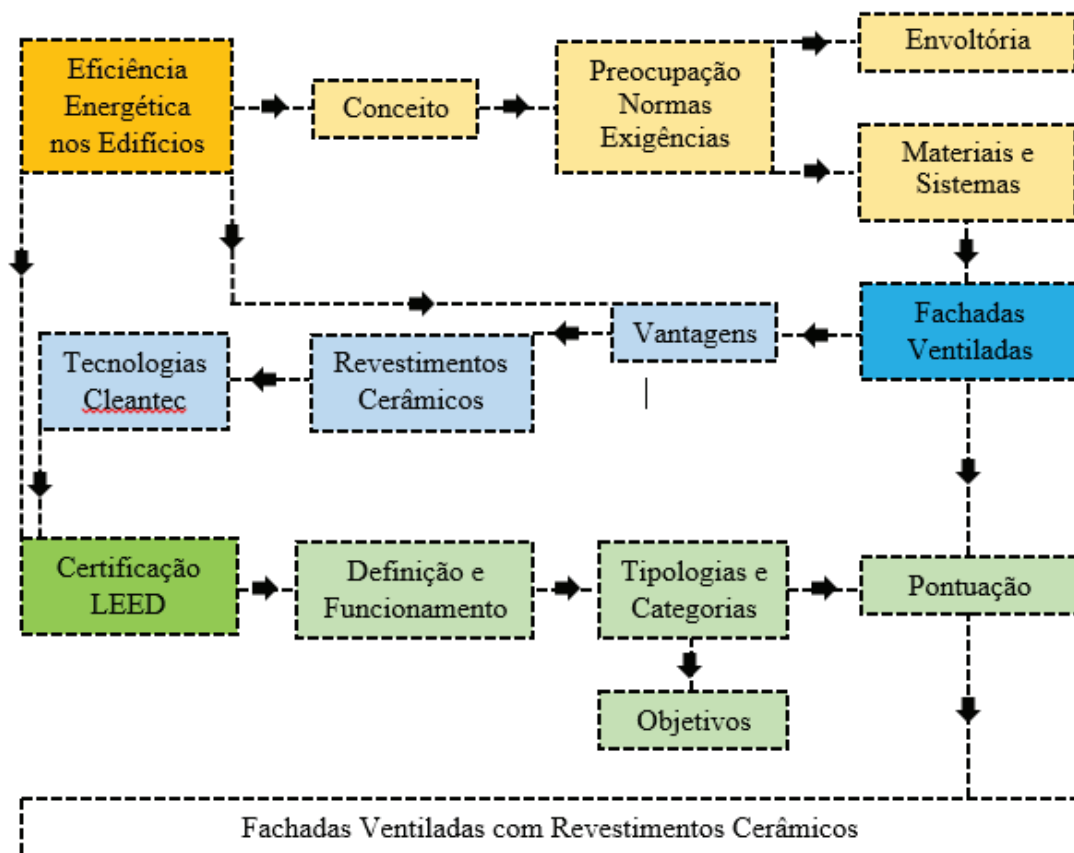 Eficiência
Energética
nos Edifícios
Conceito
Preocupação
Normas
Exigências
Envoltória
Materiais e
Sistemas
Fachadas
Ventiladas
Vantagens
Revestimentos
Cerâmicos
Tecnologias
Cleantec
Certificação
LEED
Definição e
Funcionamento
Tipologias e
Categorias
Pontuação
Objetivos
Fachadas Ventiladas com Revestimentos Cerâmicos